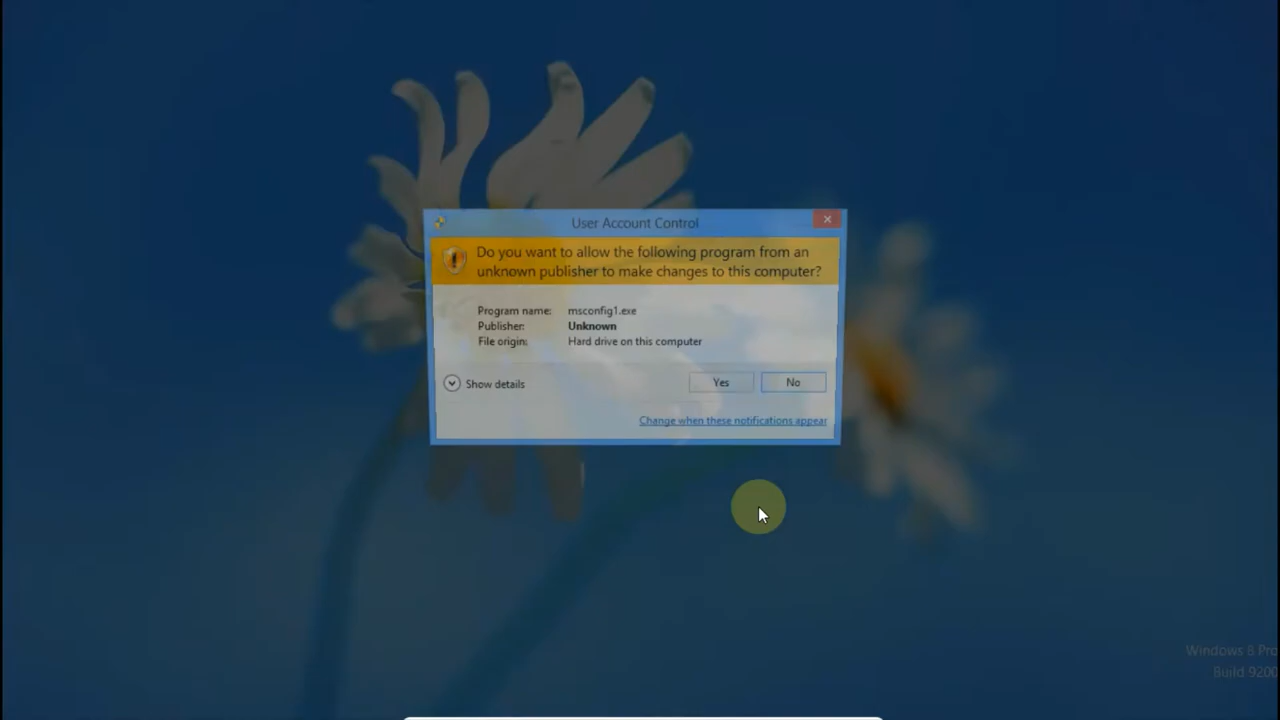 User Account Control
Do you want to allow the following program from an
unknown publisher to make changes to this computer?
Program name: msconfig1.exe
Publisher: Unknown
File origin: Hard drive on this computer
Show details
Yes
No
Change when these notifications appear
Windows 8 Pro
Build 9200